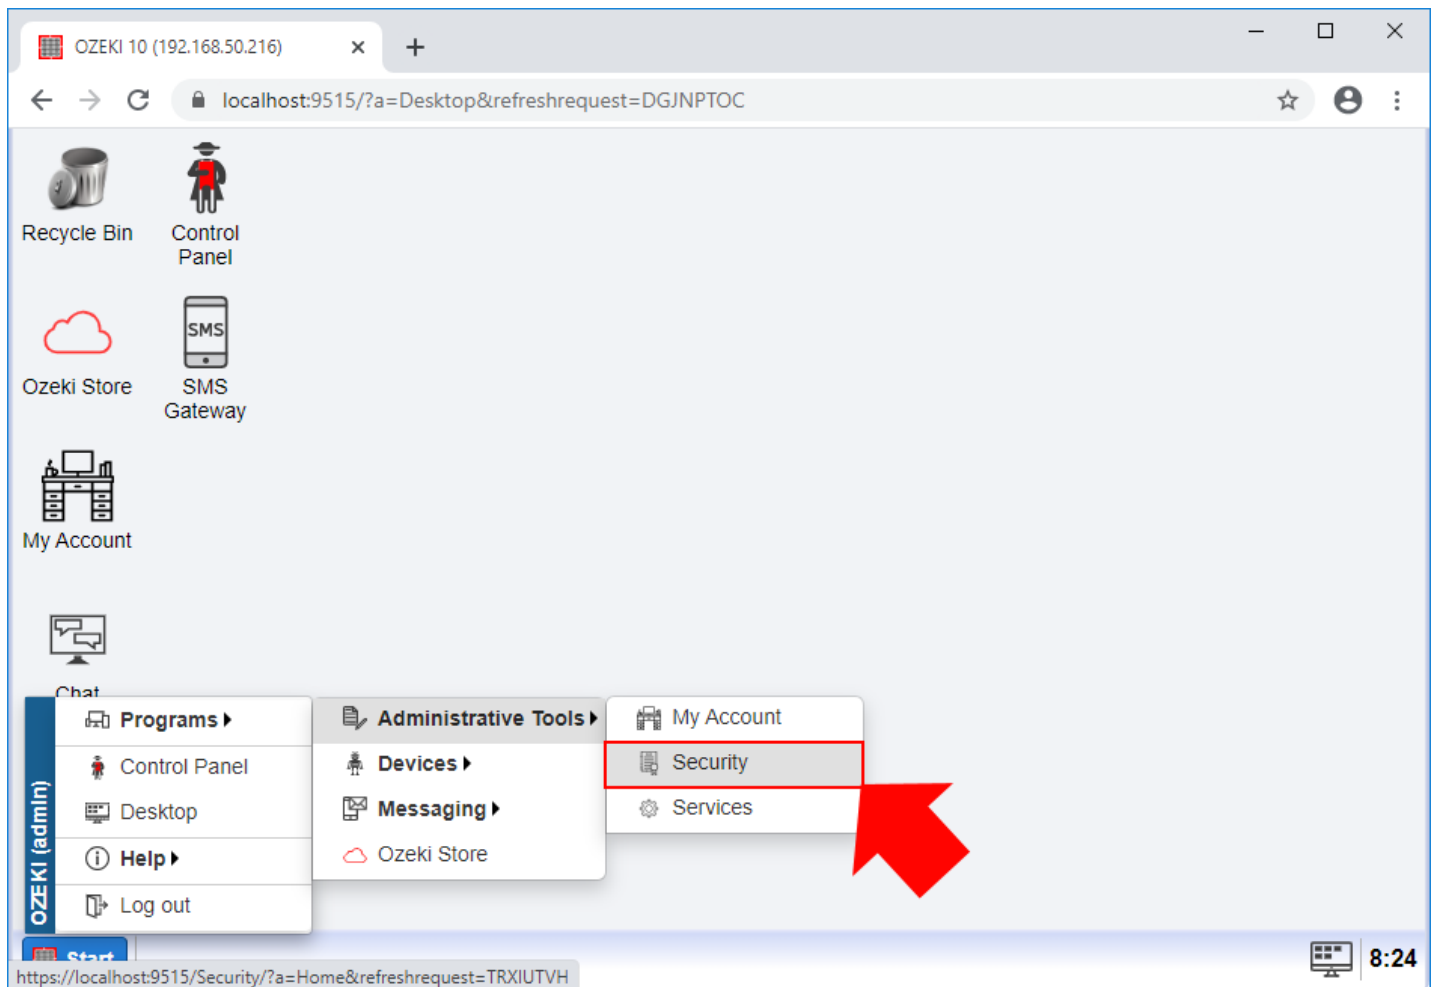 OZEKI 10 (192.168.50.216)
localhost:9515/?a=Desktop&refreshrequest=DGJNPTOC
Recycle Bin
Control
Panel
Ozeki Store
SMS
SMS
Gateway
My Account
Chat
OZEKI (admin)
Programs
Control Panel
Desktop
Help
Log out
Administrative Tools
Devices
Messaging
Ozeki Store
My Account
Security
Services
Start
8:24
https://localhost:9515/Security/?a=Home&refreshrequest=TRXIUTVH